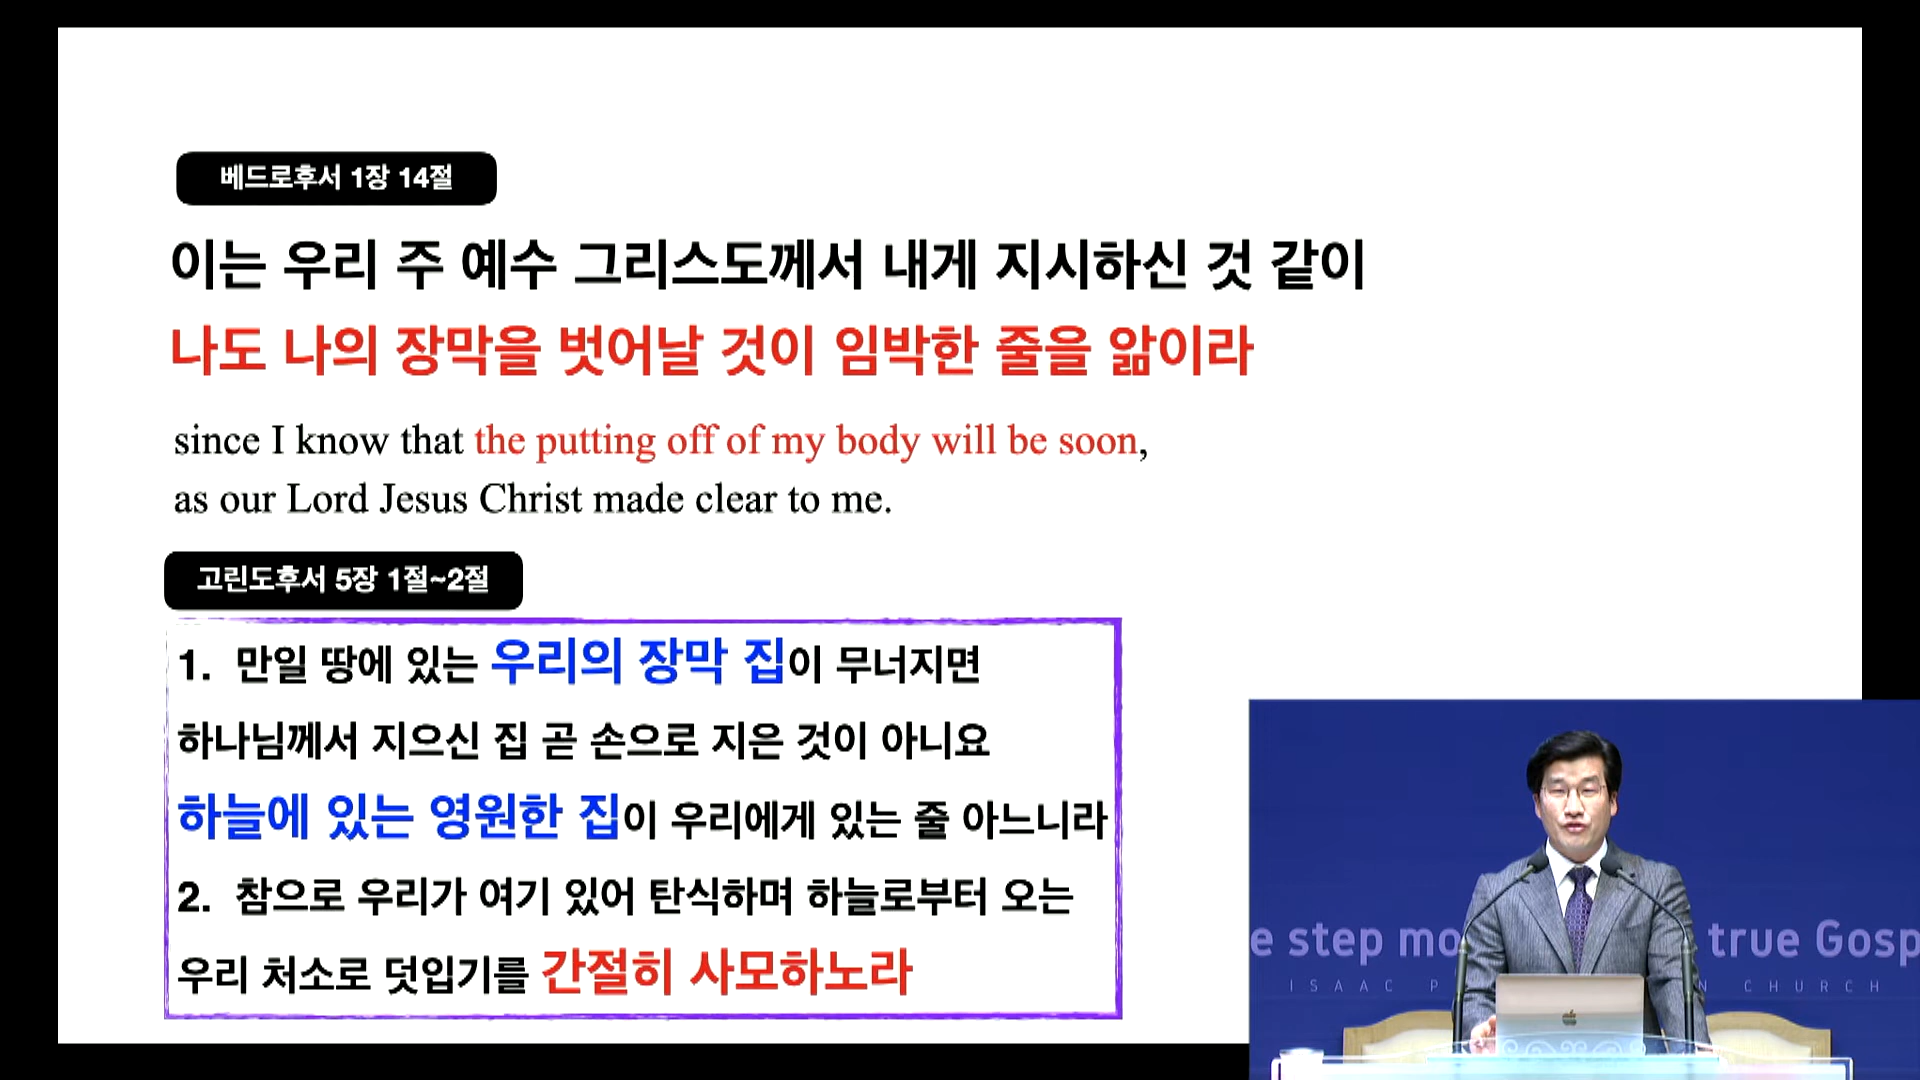 베드로후서 1장 14절
이는 우리 주 예수 그리스도께서 내게 지시하신 것 같이
나도 나의 장막을 벗어날 것이 임박한 줄을 앎이라
since I know that the putting off of my body will be soon,
as our Lord Jesus Christ made clear to me.
고린도후서 5장 1절~2절
1. 만일 땅에 있는 우리의 장막 집이 무너지면
하나님께서 지으신 집 곧 손으로 지은 것이 아니요
하늘에 있는 영원한 집이 우리에게 있는 줄 아느니라
2. 참으로 우리가 여기 있어 탄식하며 하늘로부터 오는
우리 처소로 덧입기를 간절히 사모하노라
e step mo true Gosp
ISAAC P N CHURCH